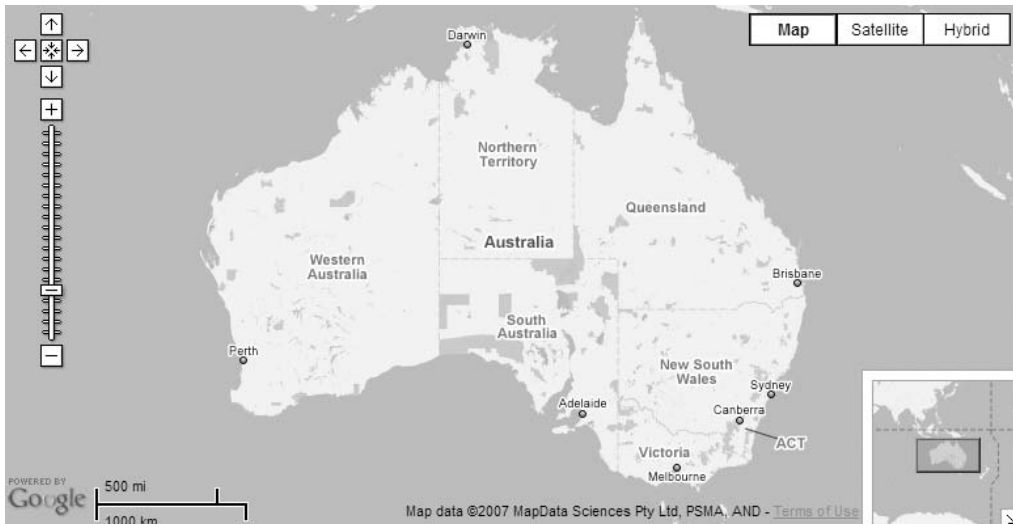 Darwin
Map
Satellite
Hybrid
Northern
Territory
Queensland
Australia
Western
Australia
Brisbane
South
Australia
Perth
New South
Wales
Sydney
Adelaide
Canberra
ACT
Victoria
Melbourne
POWERED BY
Google
500 mi
1000 km
Map data ©2007 MapData Sciences Pty Ltd, PSMA, AND - Terms of Use